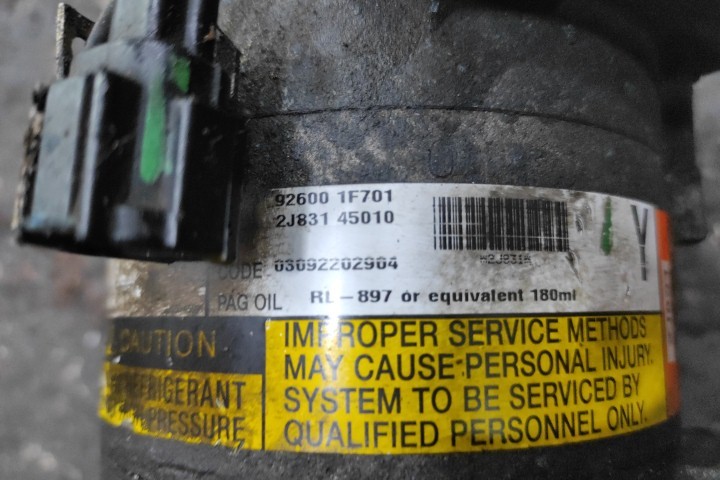 92600 1F701
2J831 45010
*2J831*
Y
CODE 03092202904
PAG OIL RL-897 or equivalent 180ml
CAUTION
REFRIGERANT
PRESSURE
IMPROPER SERVICE METHODS
MAY CAUSE PERSONAL INJURY.
SYSTEM TO BE SERVICED BY
QUALIFIED PERSONNEL ONLY.